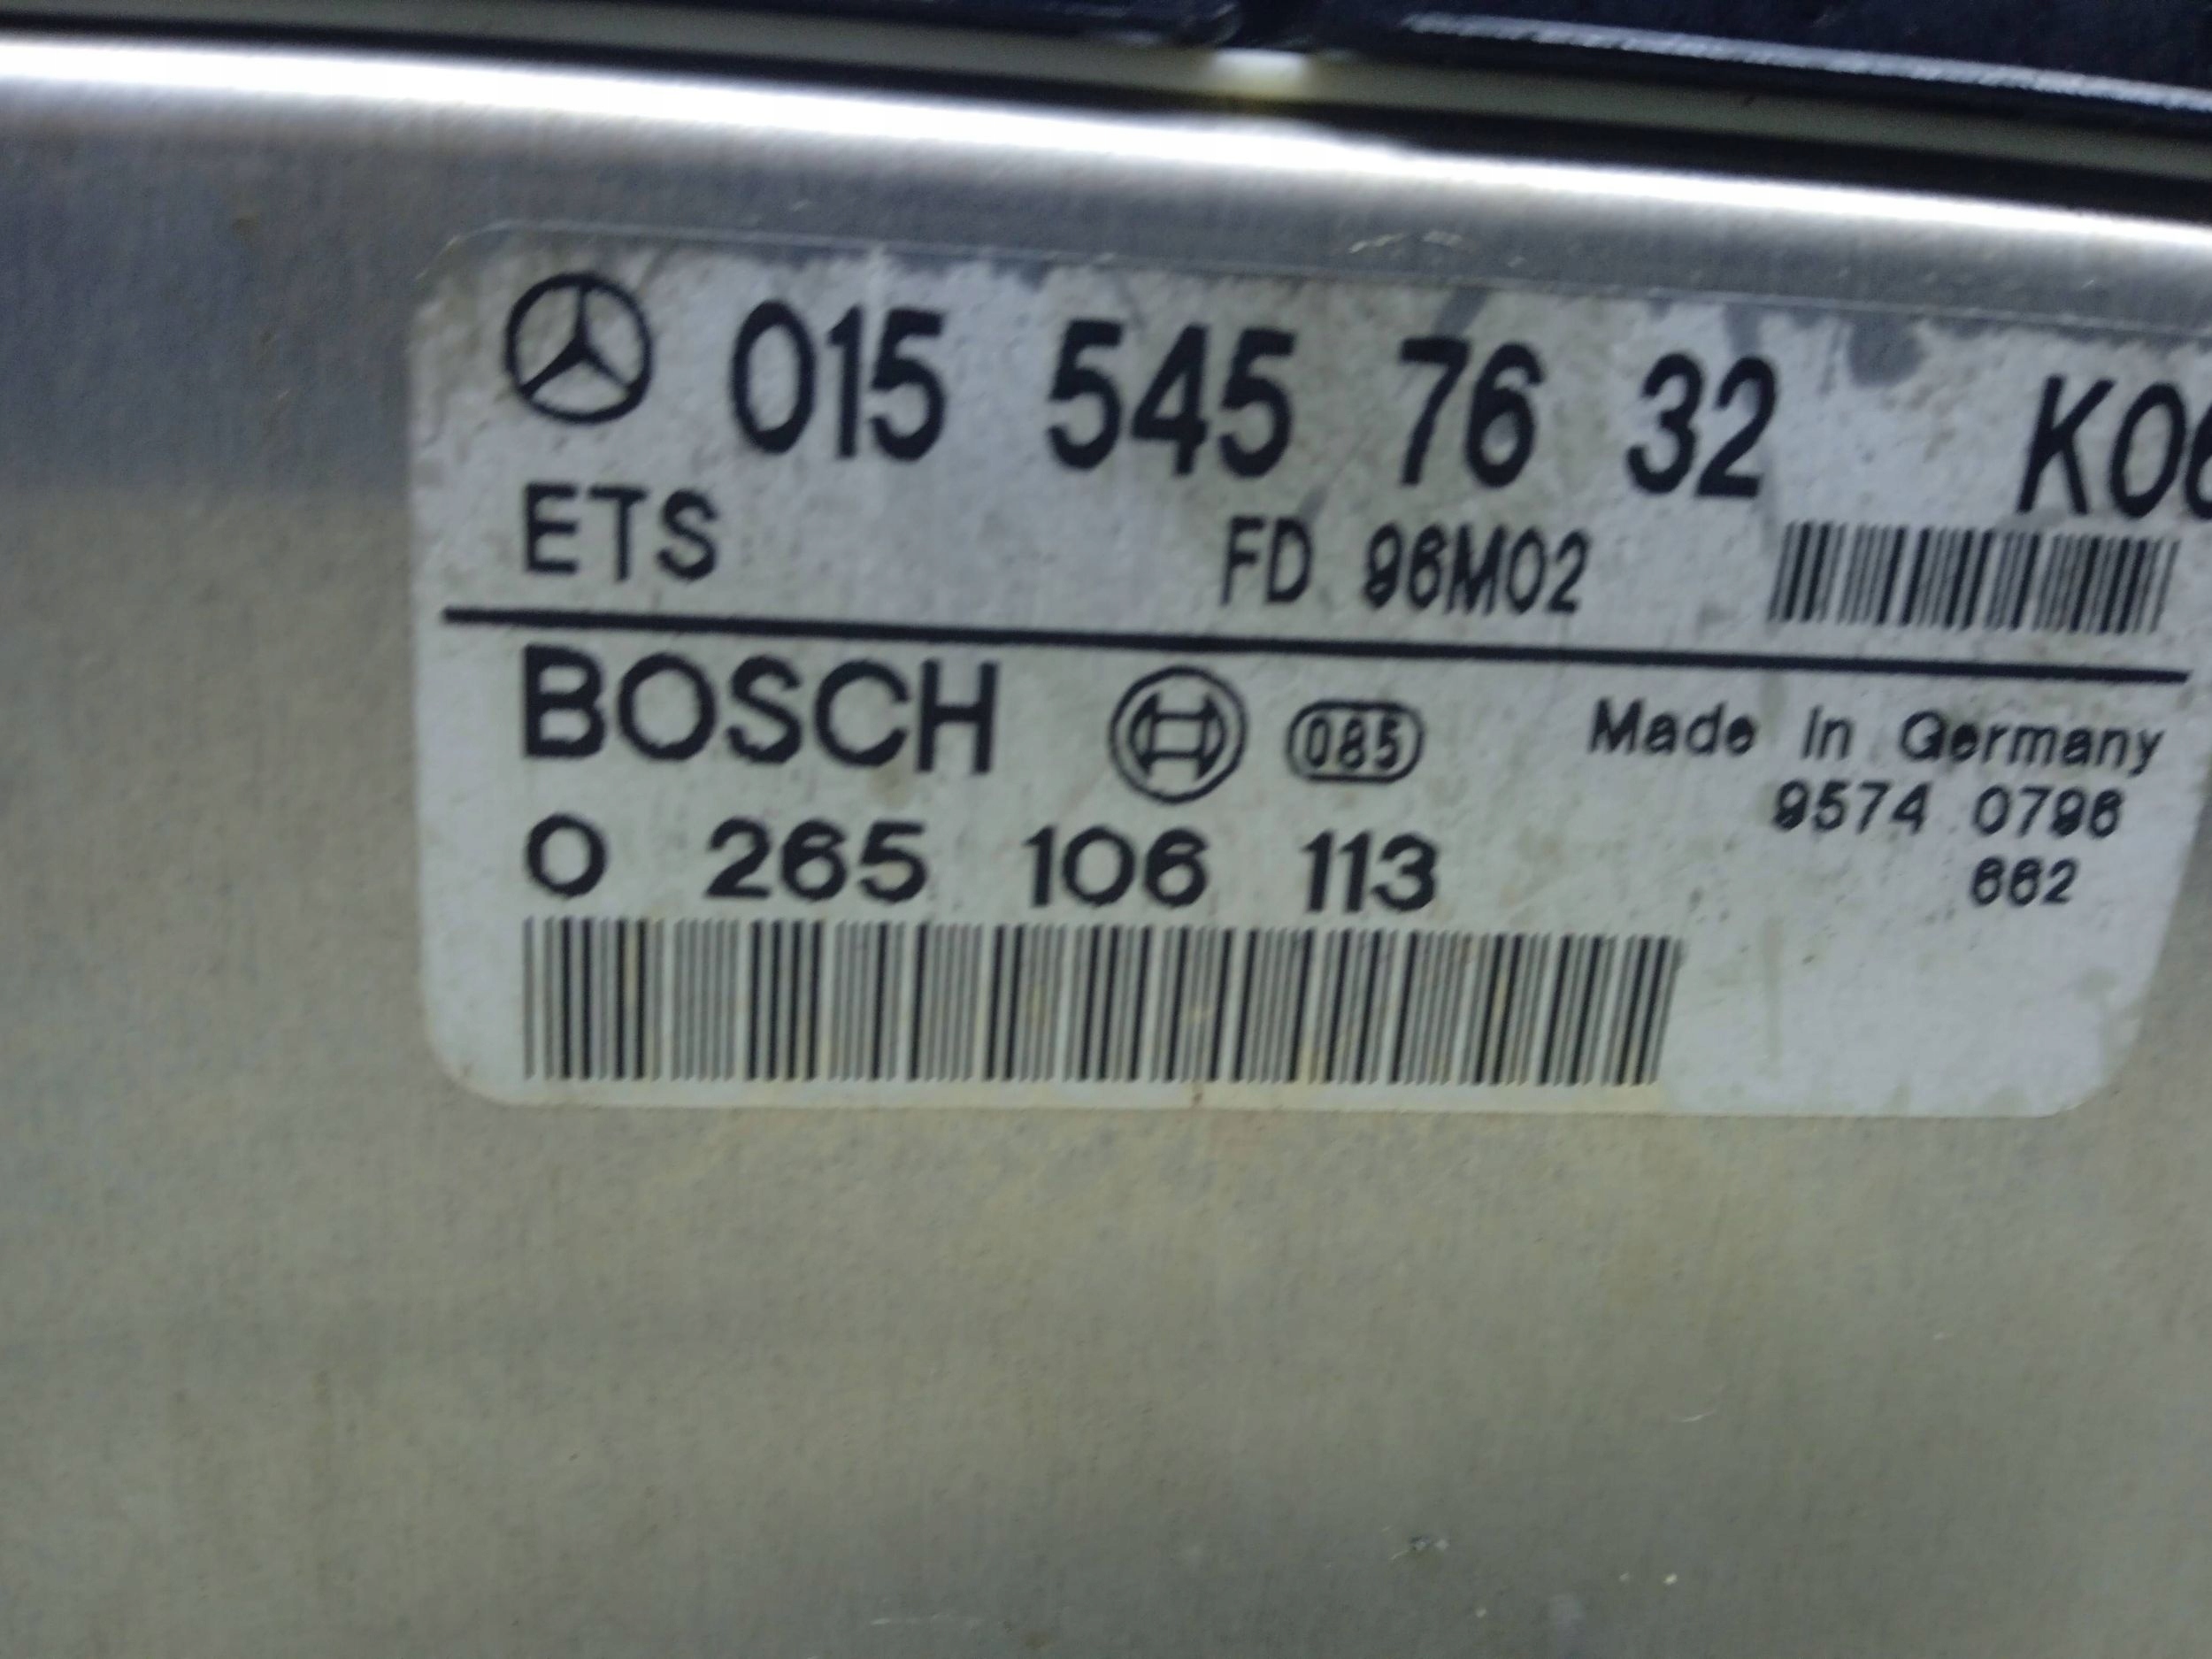 015 545 76 32 K06
ETS FD 96M02
BOSCH 085 Made in Germany
9574 0796
0 265 106 113
662